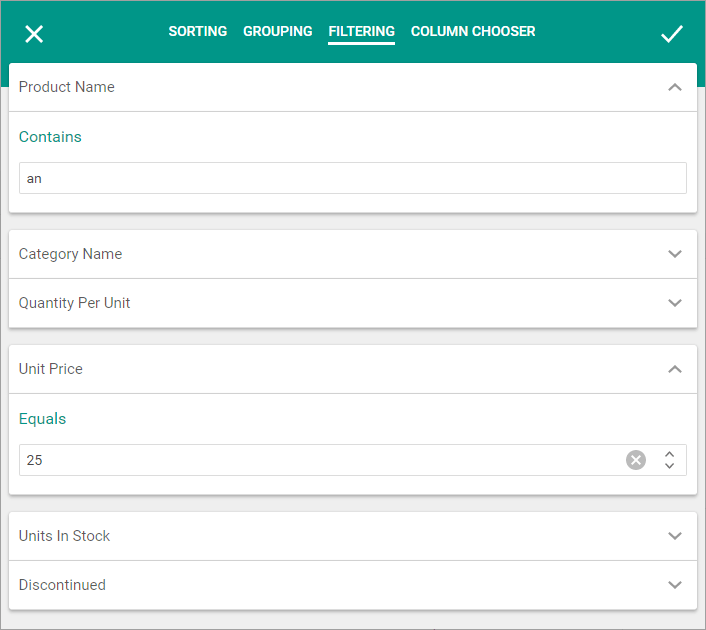 SORTING GROUPING FILTERING COLUMN CHOOSER
Product Name
Contains
an
Category Name
Quantity Per Unit
Unit Price
Equals
25
Units In Stock
Discontinued